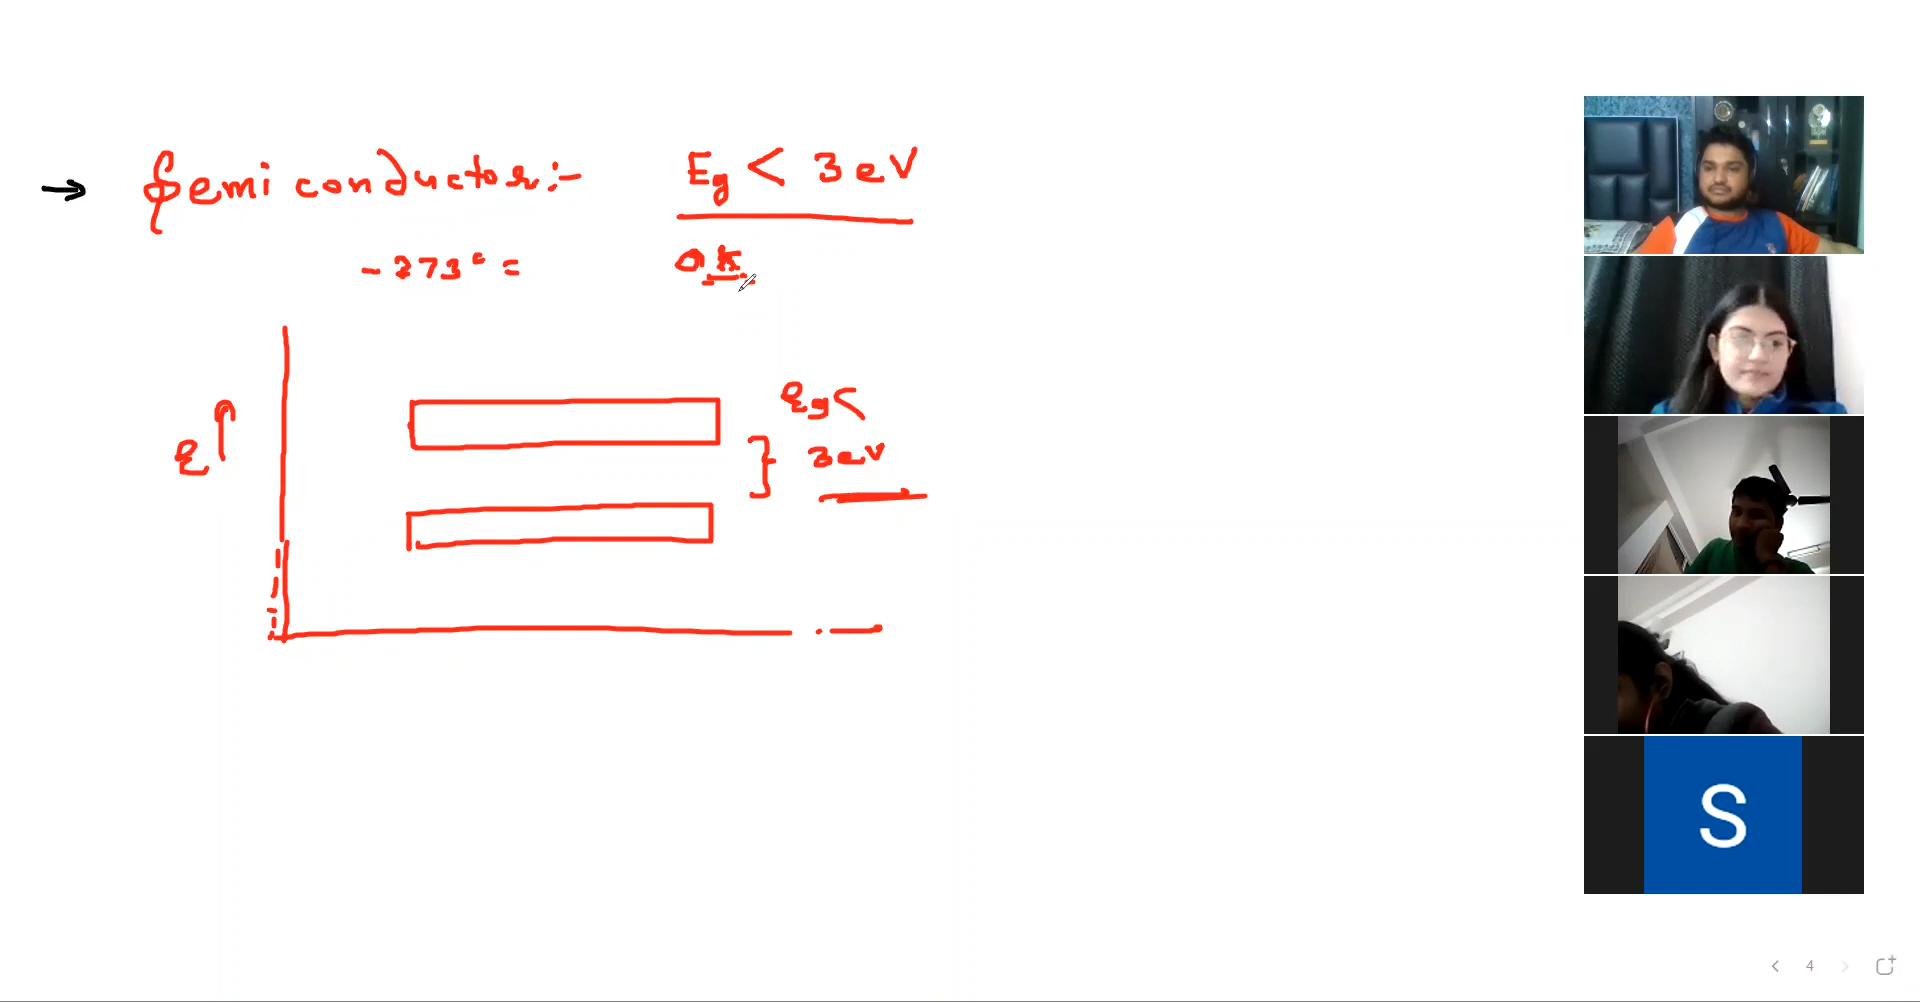 → Semiconductor:- Eg < 3 eV
- 273° = 0 K
Eg <
E ↑ 3 eV
S
4